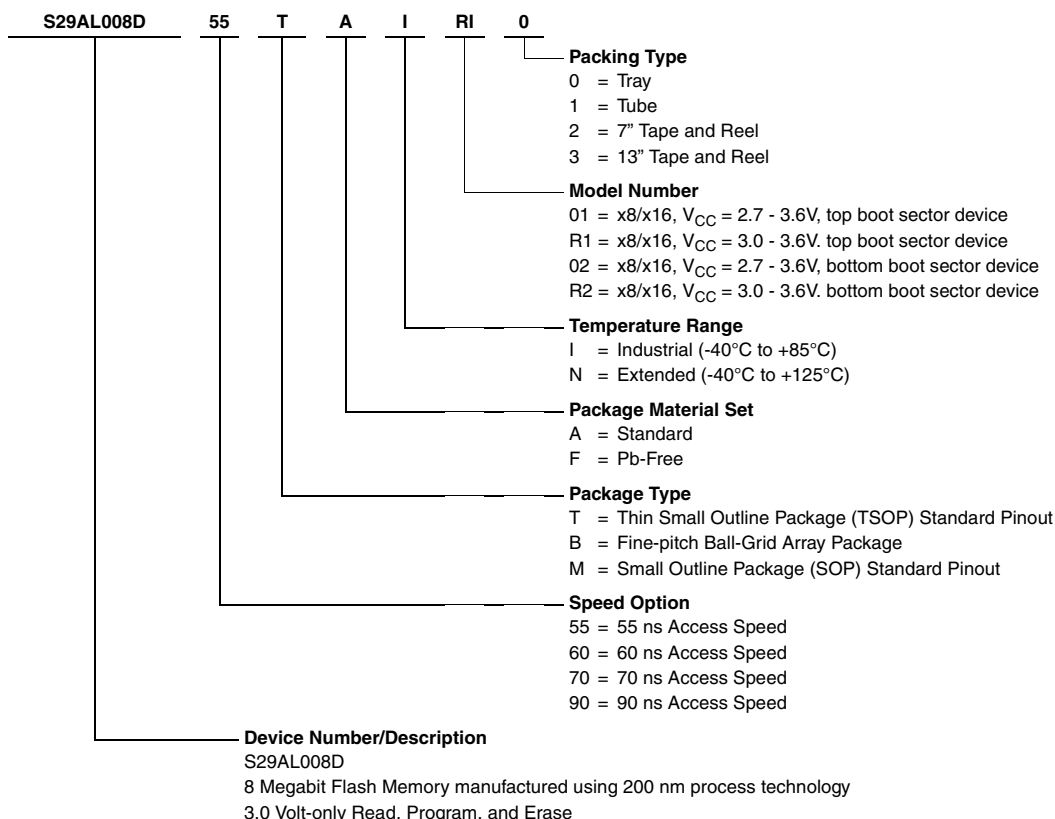 S29AL008D 55 T A I RI 0
Packing Type
0 = Tray
1 = Tube
2 = 7” Tape and Reel
3 = 13” Tape and Reel
Model Number
01 = x8/x16, VCC = 2.7 - 3.6V, top boot sector device
R1 = x8/x16, VCC = 3.0 - 3.6V. top boot sector device
02 = x8/x16, VCC = 2.7 - 3.6V, bottom boot sector device
R2 = x8/x16, VCC = 3.0 - 3.6V. bottom boot sector device
Temperature Range
I = Industrial (-40°C to +85°C)
N = Extended (-40°C to +125°C)
Package Material Set
A = Standard
F = Pb-Free
Package Type
T = Thin Small Outline Package (TSOP) Standard Pinout
B = Fine-pitch Ball-Grid Array Package
M = Small Outline Package (SOP) Standard Pinout
Speed Option
55 = 55 ns Access Speed
60 = 60 ns Access Speed
70 = 70 ns Access Speed
90 = 90 ns Access Speed
Device Number/Description
S29AL008D
8 Megabit Flash Memory manufactured using 200 nm process technology
3.0 Volt-only Read, Program, and Erase